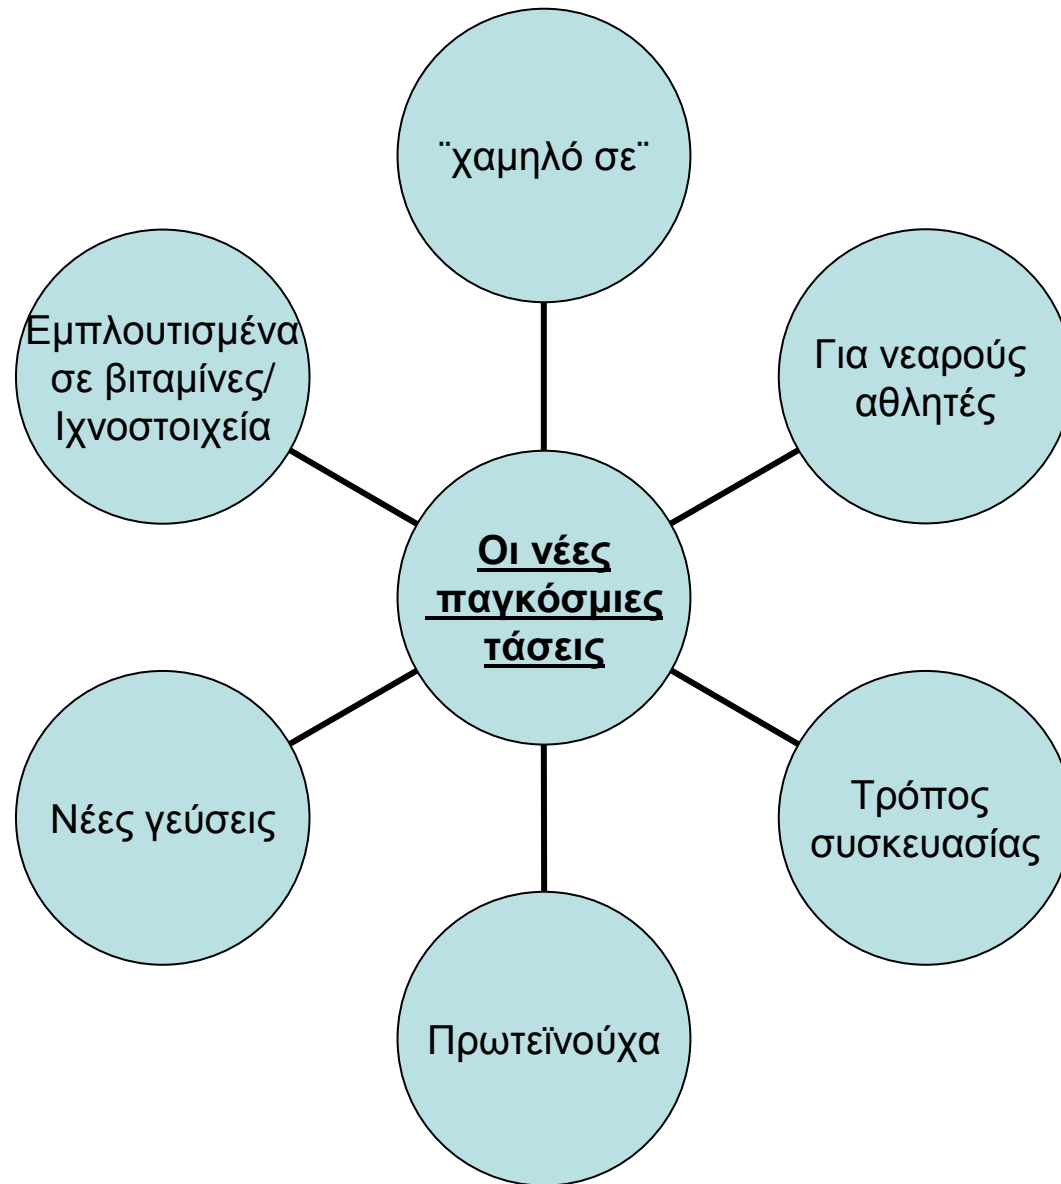 ¨χαμηλό σε¨
Για νεαρούς
αθλητές
Τρόπος
συσκευασίας
Πρωτεϊνούχα
Νέες γεύσεις
Εμπλουτισμένα
σε βιταμίνες/
Ιχνοστοιχεία
Οι νέες
παγκόσμιες
τάσεις